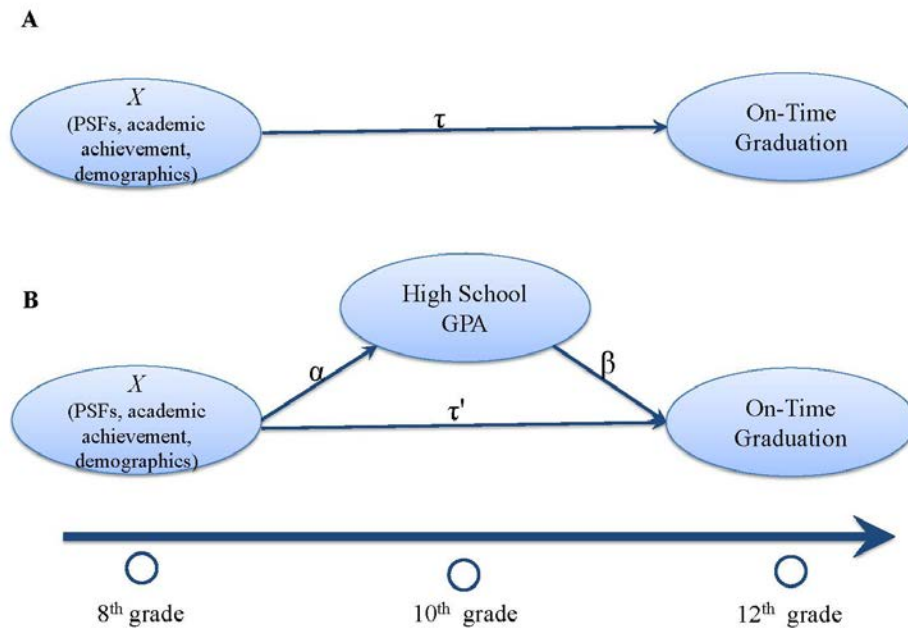 A
X
(PSFs, academic
achievement,
demographics)
τ
On-Time
Graduation
B
High School
GPA
α
β
X
(PSFs, academic
achievement,
demographics)
τ'
On-Time
Graduation
8th grade
10th grade
12th grade